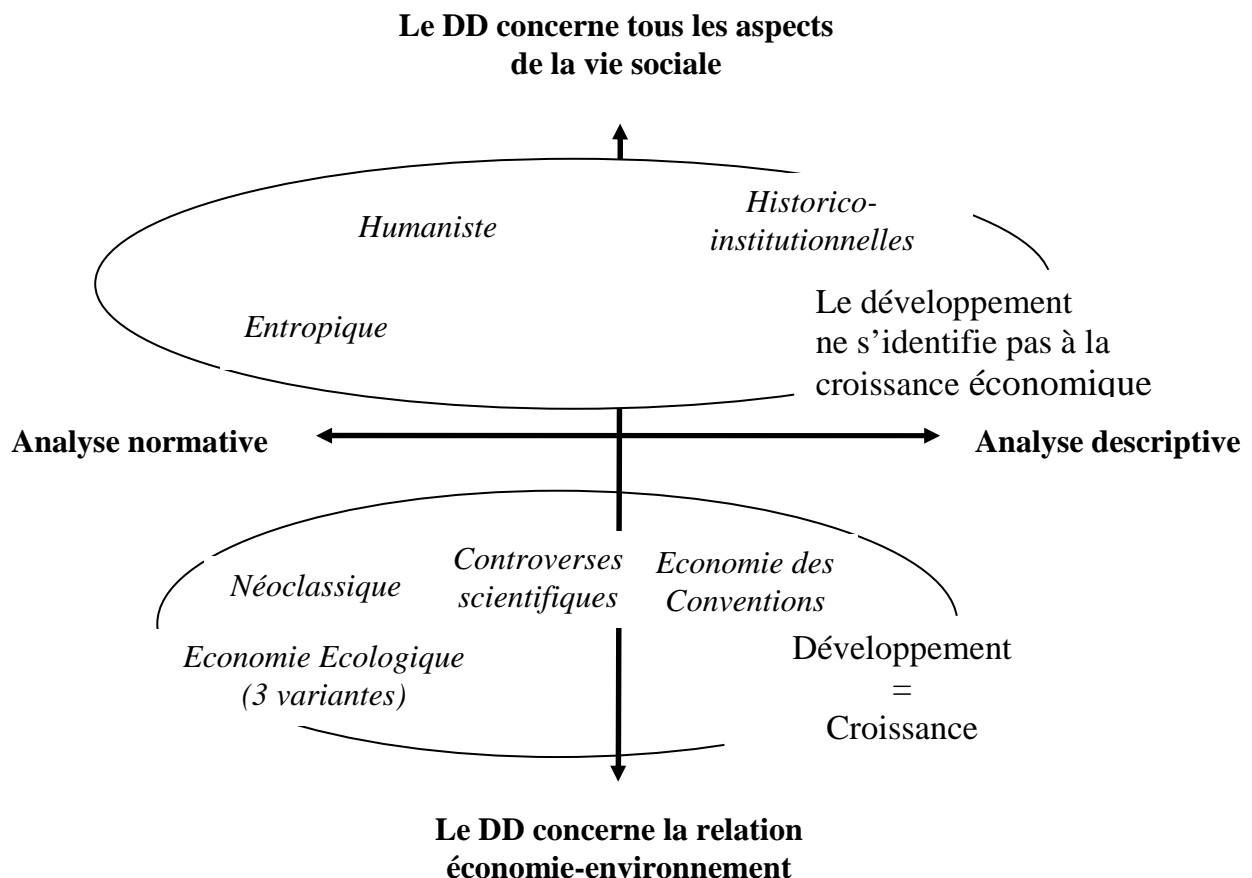 Le DD concerne tous les aspects
de la vie sociale
Humaniste
Historico-
institutionnelles
Entropique
Le développement
ne s’identifie pas à la
croissance économique
Analyse normative
Analyse descriptive
Néoclassique
Controverses
scientifiques
Economie des
Conventions
Economie Ecologique
(3 variantes)
Développement
=
Croissance
Le DD concerne la relation
économie-environnement